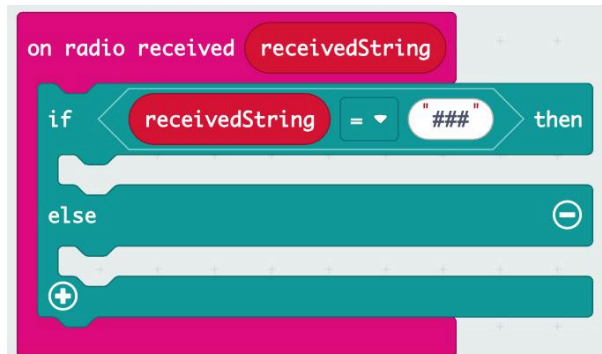 on radio received receivedString
if receivedString = "###" then
else